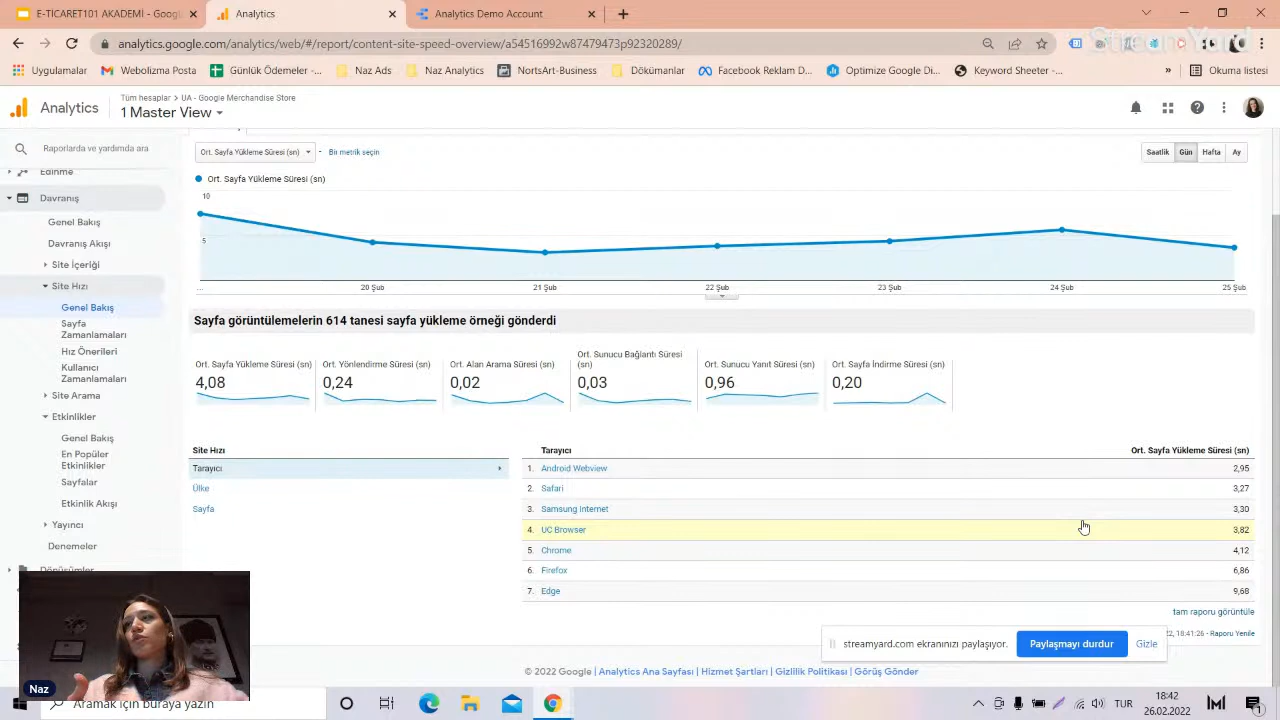 E-TİCARET101 AKADEMİ - Googl
Analytics
Analytics Demo Account
analytics.google.com/analytics/web/#/report/content-site-speed-overview/a54516992w87479473p92320289/
StreamYard
Uygulamalar
Webolizma Posta
Günlük Ödemeler -...
Naz Ads
Naz Analytics
NortsArt-Business
Dökümanlar
Facebook Reklam D...
Optimize Google Di...
Keyword Sheeter -...
»
Okuma listesi
Analytics
Tüm hesaplar > UA - Google Merchandise Store
1 Master View
Raporlarda ve yardımda ara
Edinme
Davranış
Genel Bakış
Davranış Akışı
Site İçeriği
Site Hızı
Genel Bakış
Sayfa
Zamanlamaları
Hız Önerileri
Kullanıcı
Zamanlamaları
Site Arama
Etkinlikler
Genel Bakış
En Popüler
Etkinlikler
Sayfalar
Etkinlik Akışı
Yayıncı
Denemeler
Dönüşümler
Ort. Sayfa Yükleme Süresi (sn)
- Bir metrik seçin
Saatlik Gün Hafta Ay
Ort. Sayfa Yükleme Süresi (sn)
10
5
...
20 Şub
21 Şub
22 Şub
23 Şub
24 Şub
25 Şub
Sayfa görüntülemelerin 614 tanesi sayfa yükleme örneği gönderdi
Ort. Sayfa Yükleme Süresi (sn)
4,08
Ort. Yönlendirme Süresi (sn)
0,24
Ort. Alan Arama Süresi (sn)
0,02
Ort. Sunucu Bağlantı Süresi
(sn)
0,03
Ort. Sunucu Yanıt Süresi (sn)
0,96
Ort. Sayfa İndirme Süresi (sn)
0,20
Site Hızı
Tarayıcı
Ülke
Sayfa
Tarayıcı Ort. Sayfa Yükleme Süresi (sn)
1. Android Webview 2,95
2. Safari 3,27
3. Samsung Internet 3,30
4. UC Browser 3,82
5. Chrome 4,12
6. Firefox 6,86
7. Edge 9,68
tam raporu görüntüle
22, 18:41:26 - Raporu Yenile
streamyard.com ekranınızı paylaşıyor.
Paylaşmayı durdur
Gizle
© 2022 Google | Analytics Ana Sayfası | Hizmet Şartları | Gizlilik Politikası | Görüş Gönder
Naz
Aramak için buraya yazın
TUR
18:42
26.02.2022
1